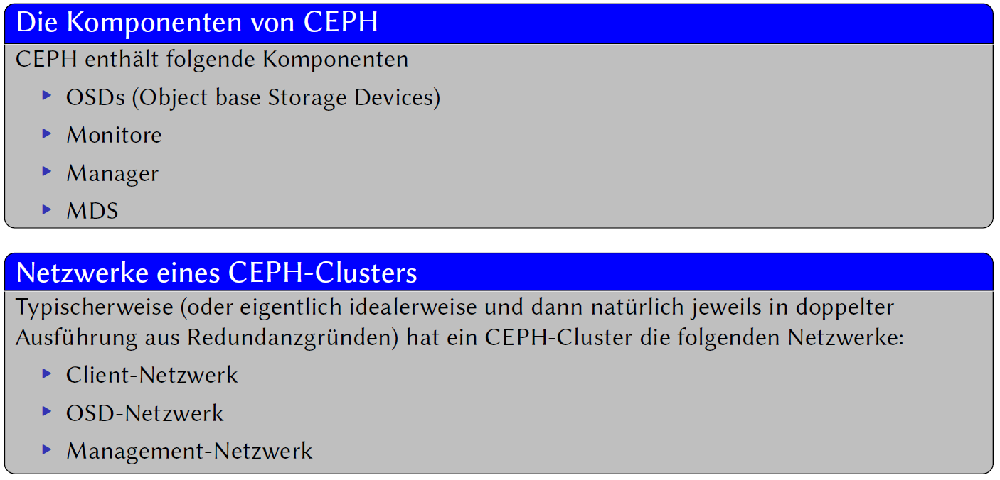 Die Komponenten von CEPH
CEPH enthält folgende Komponenten
OSDs (Object base Storage Devices)
Monitore
Manager
MDS
Netzwerke eines CEPH-Clusters
Typischerweise (oder eigentlich idealerweise und dann natürlich jeweils in doppelter
Ausführung aus Redundanzgründen) hat ein CEPH-Cluster die folgenden Netzwerke:
Client-Netzwerk
OSD-Netzwerk
Management-Netzwerk